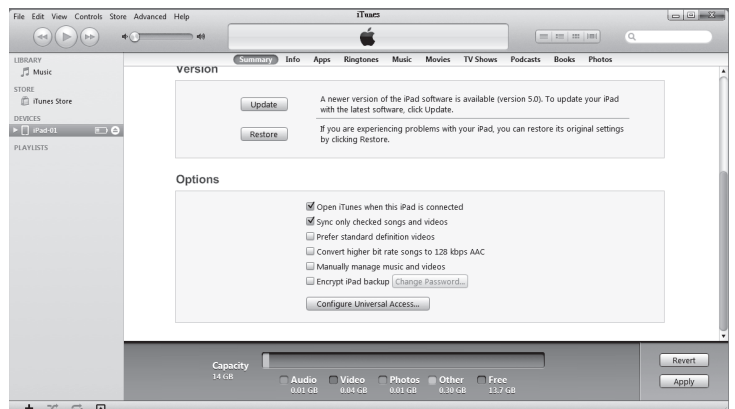 iTunes
File Edit View Controls Store Advanced Help
LIBRARY
Music
STORE
iTunes Store
DEVICES
iPad-01
PLAYLISTS
Summary Info Apps Ringtones Music Movies TV Shows Podcasts Books Photos
Version
Update
A newer version of the iPad software is available (version 5.0). To update your iPad
with the latest software, click Update.
Restore
If you are experiencing problems with your iPad, you can restore its original settings
by clicking Restore.
Options
Open iTunes when this iPad is connected
Sync only checked songs and videos
Prefer standard definition videos
Convert higher bit rate songs to 128 kbps AAC
Manually manage music and videos
Encrypt iPad backup Change Password...
Configure Universal Access...
Capacity
14 GB
Audio Video Photos Other Free
0.01 GB 0.04 GB 0.01 GB 0.30 GB 13.7 GB
Revert
Apply